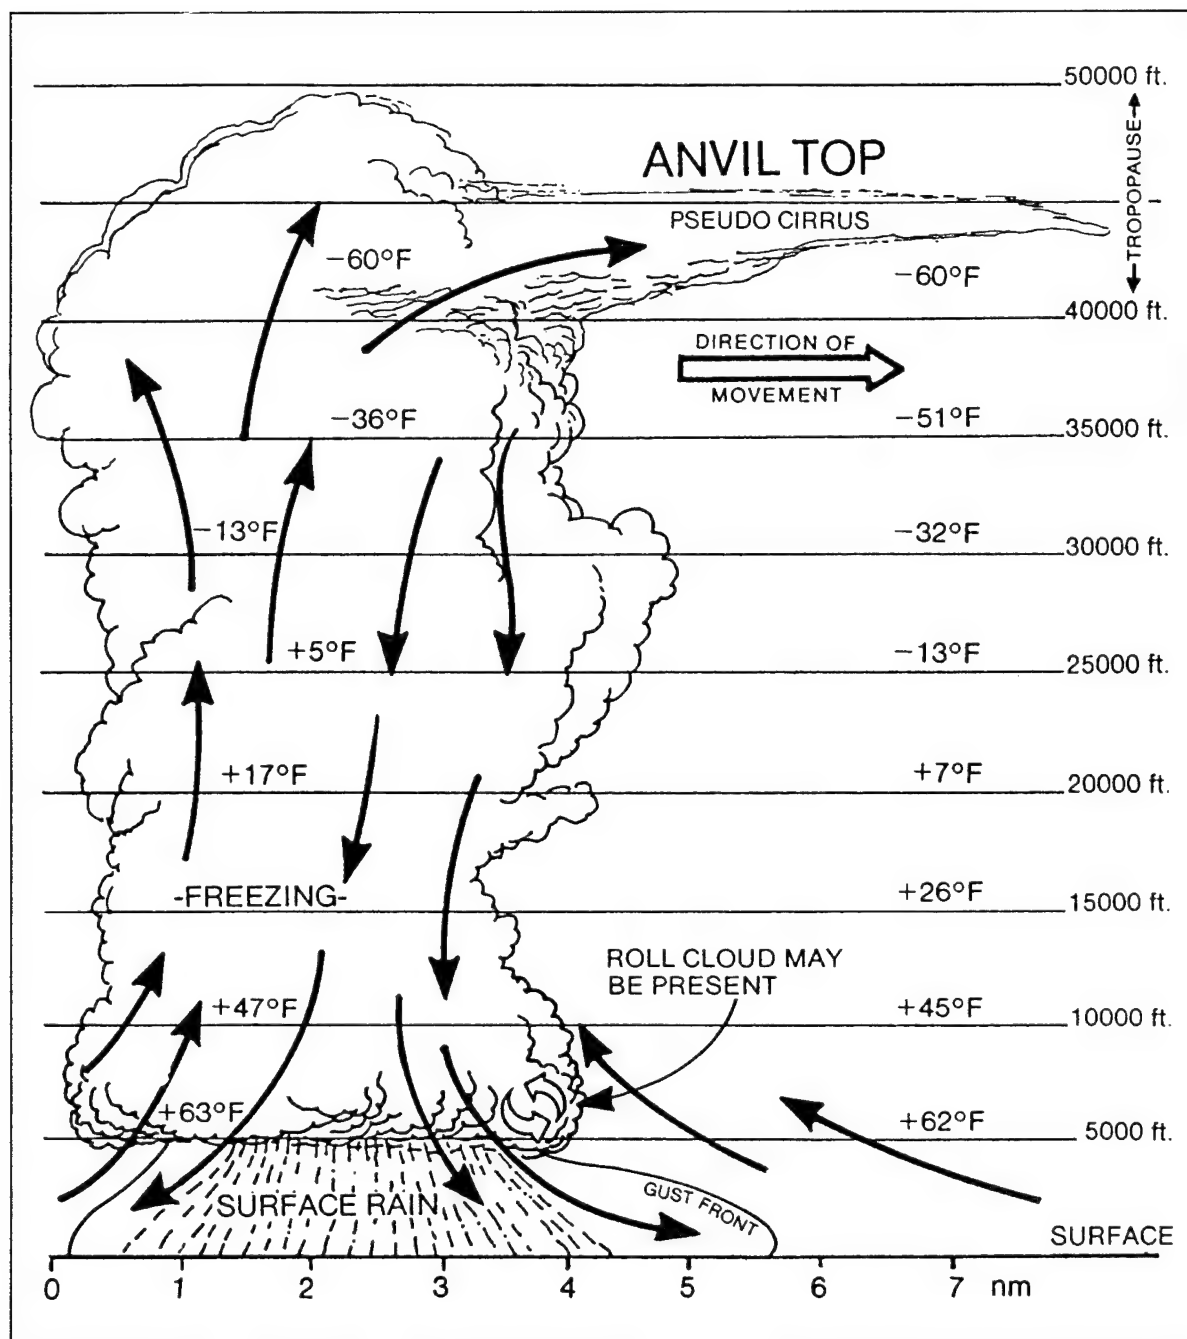 50000 ft.
TROPOPAUSE
ANVIL TOP
PSEUDO CIRRUS
−60°F
−60°F
40000 ft.
DIRECTION OF
MOVEMENT
−36°F
−51°F
35000 ft.
−13°F
−32°F
30000 ft.
+5°F
−13°F
25000 ft.
+17°F
+7°F
20000 ft.
-FREEZING-
+26°F
15000 ft.
ROLL CLOUD MAY
BE PRESENT
+47°F
+45°F
10000 ft.
+63°F
+62°F
5000 ft.
SURFACE RAIN
GUST FRONT
SURFACE
0 1 2 3 4 5 6 7 nm